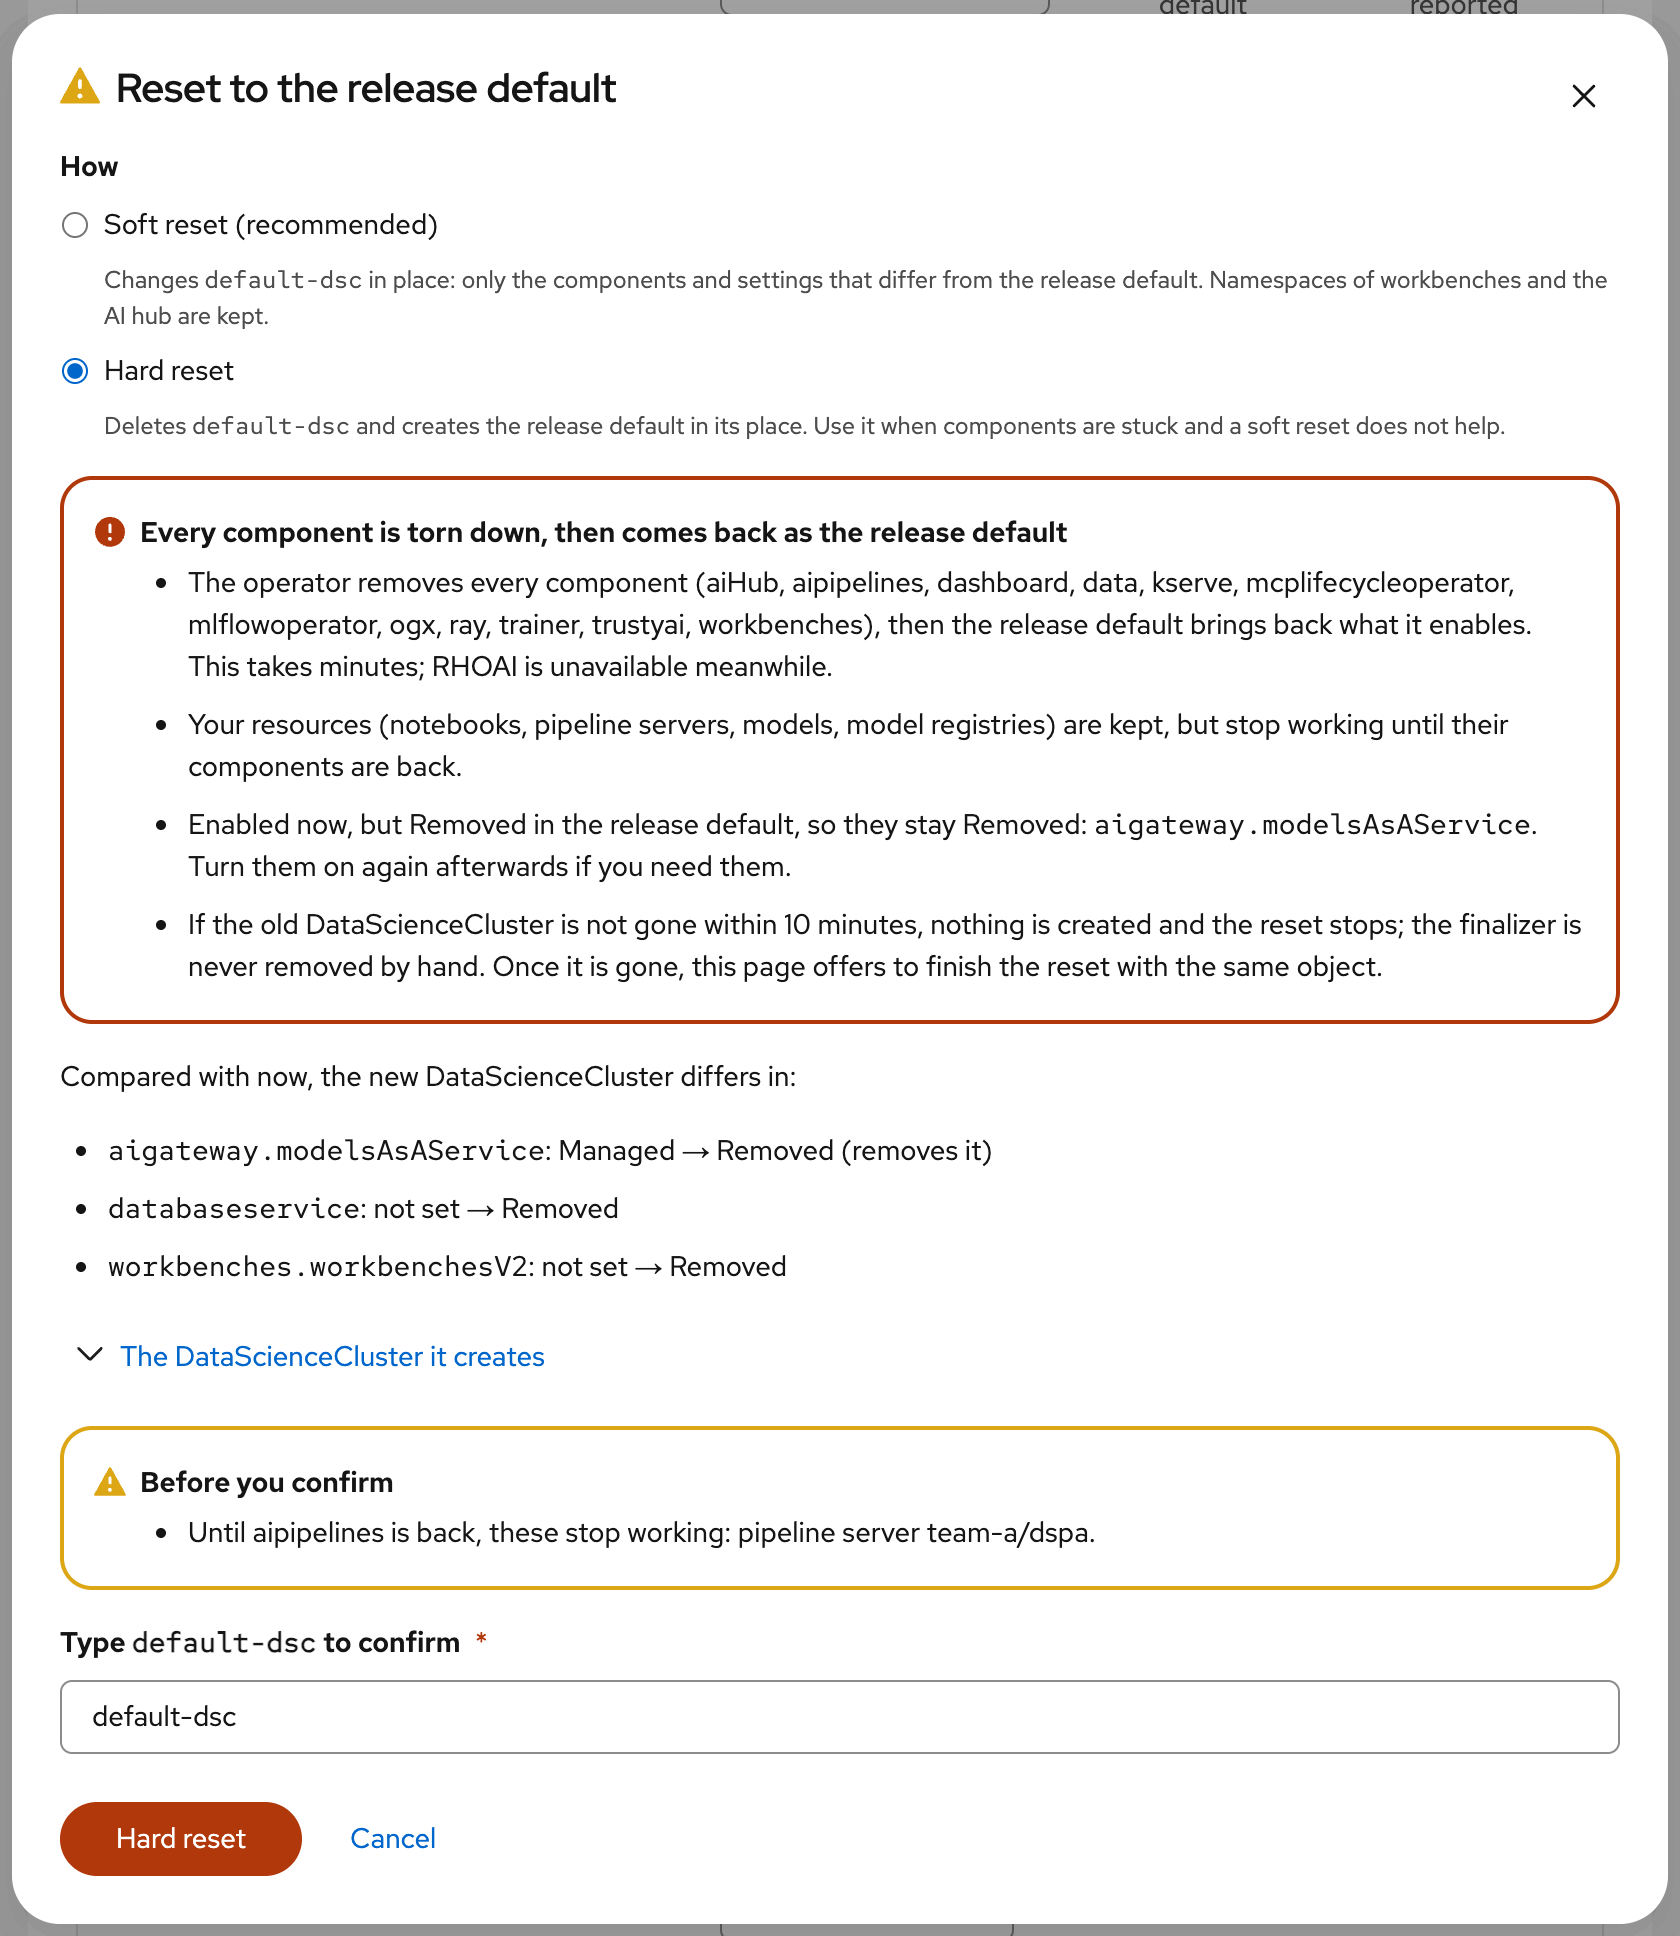 default reported
Reset to the release default
How
Soft reset (recommended)
Changes default-dsc in place: only the components and settings that differ from the release default. Namespaces of workbenches and the
AI hub are kept.
Hard reset
Deletes default-dsc and creates the release default in its place. Use it when components are stuck and a soft reset does not help.
Every component is torn down, then comes back as the release default
• The operator removes every component (aiHub, aipipelines, dashboard, data, kserve, mcplifecycleoperator,
mlflowoperator, ogx, ray, trainer, trustyai, workbenches), then the release default brings back what it enables.
This takes minutes; RHOAI is unavailable meanwhile.
• Your resources (notebooks, pipeline servers, models, model registries) are kept, but stop working until their
components are back.
• Enabled now, but Removed in the release default, so they stay Removed: aigateway.modelsAsAService.
Turn them on again afterwards if you need them.
• If the old DataScienceCluster is not gone within 10 minutes, nothing is created and the reset stops; the finalizer is
never removed by hand. Once it is gone, this page offers to finish the reset with the same object.
Compared with now, the new DataScienceCluster differs in:
• aigateway.modelsAsAService: Managed → Removed (removes it)
• databaseservice: not set → Removed
• workbenches.workbenchesV2: not set → Removed
The DataScienceCluster it creates
Before you confirm
• Until aipipelines is back, these stop working: pipeline server team-a/dspa.
Type default-dsc to confirm *
default-dsc
Hard reset Cancel